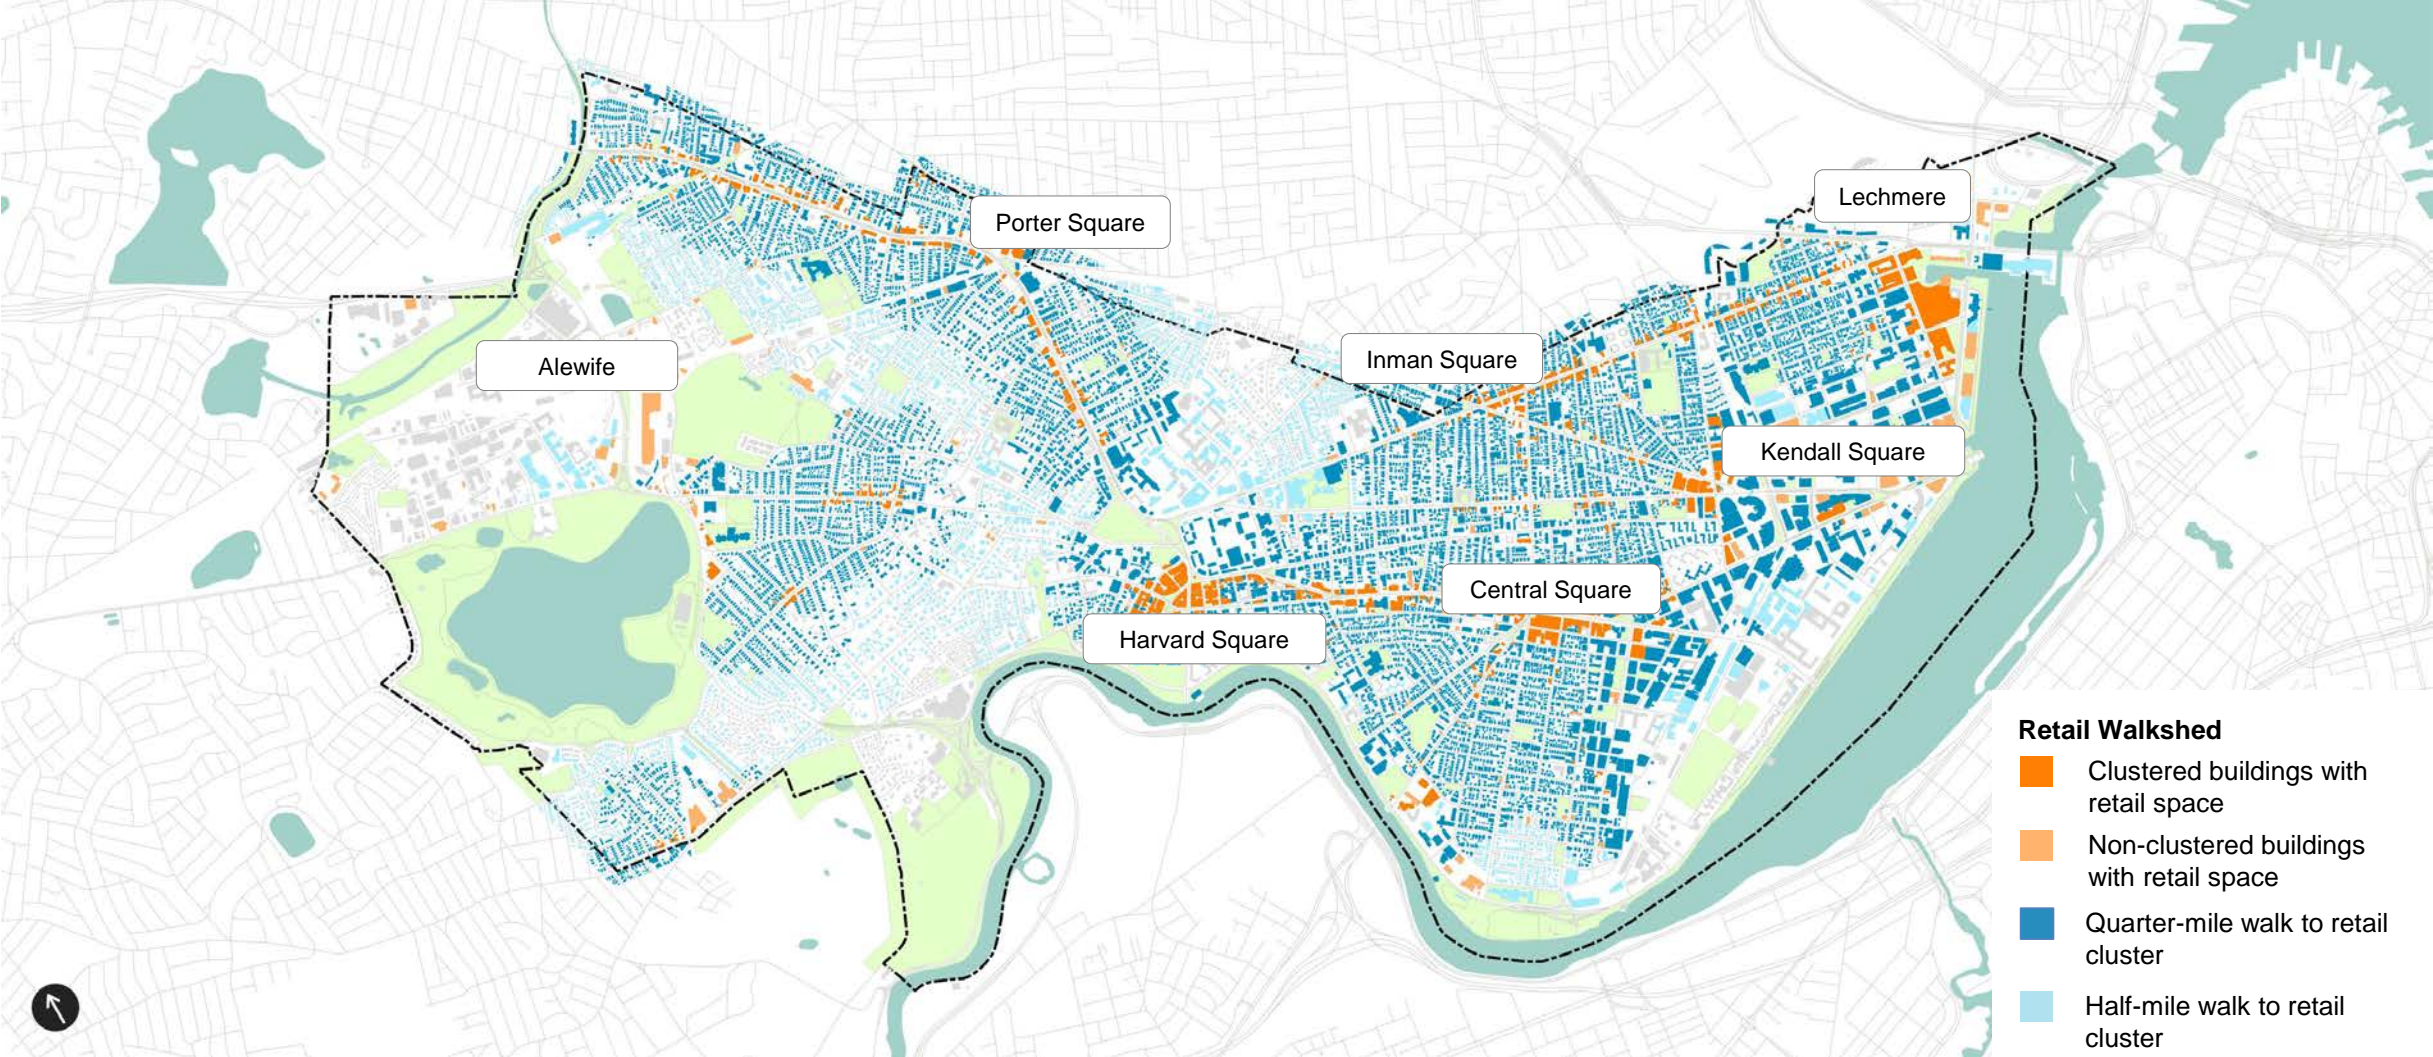 Lechmere
Porter Square
Inman Square
Alewife
Kendall Square
Central Square
Harvard Square
Retail Walkshed
Clustered buildings with
retail space
Non-clustered buildings
with retail space
Quarter-mile walk to retail
cluster
Half-mile walk to retail
cluster